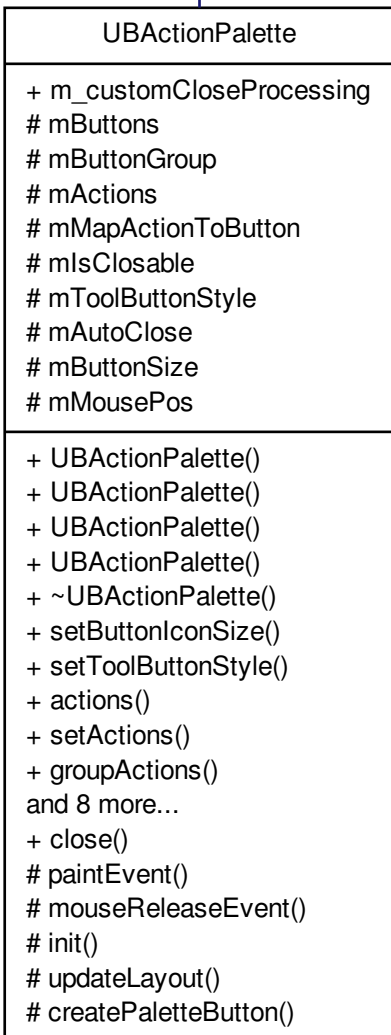 UBActionPalette
+ m_customCloseProcessing
# mButtons
# mButtonGroup
# mActions
# mMapActionToButton
# mIsClosable
# mToolButtonStyle
# mAutoClose
# mButtonSize
# mMousePos
+ UBActionPalette()
+ UBActionPalette()
+ UBActionPalette()
+ UBActionPalette()
+ ~UBActionPalette()
+ setButtonIconSize()
+ setToolButtonStyle()
+ actions()
+ setActions()
+ groupActions()
and 8 more...
+ close()
# paintEvent()
# mouseReleaseEvent()
# init()
# updateLayout()
# createPaletteButton()